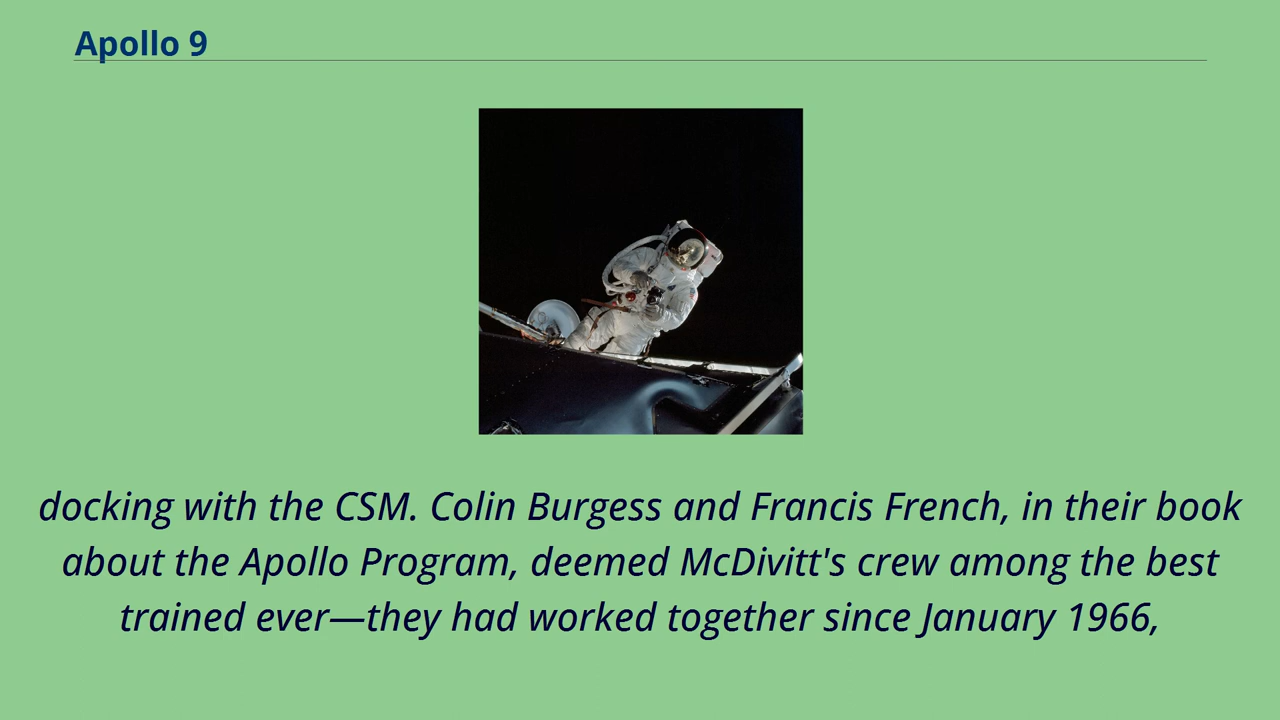 Apollo 9
docking with the CSM. Colin Burgess and Francis French, in their book
about the Apollo Program, deemed McDivitt's crew among the best
trained ever—they had worked together since January 1966,